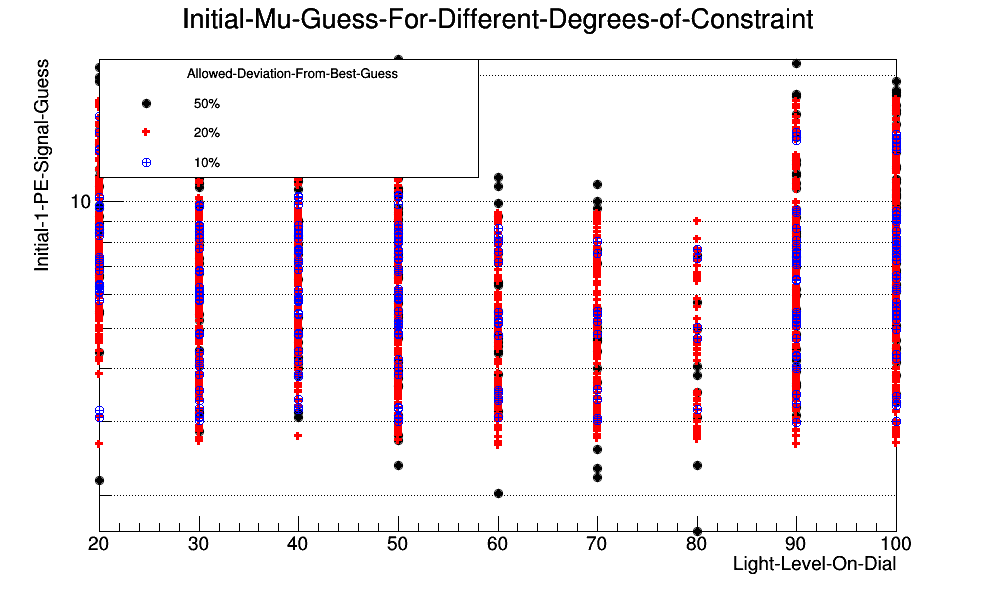 Initial-Mu-Guess-For-Different-Degrees-of-Constraint
Initial-1-PE-Signal-Guess
Allowed-Deviation-From-Best-Guess
50%
20%
10%
10
20 30 40 50 60 70 80 90 100
Light-Level-On-Dial